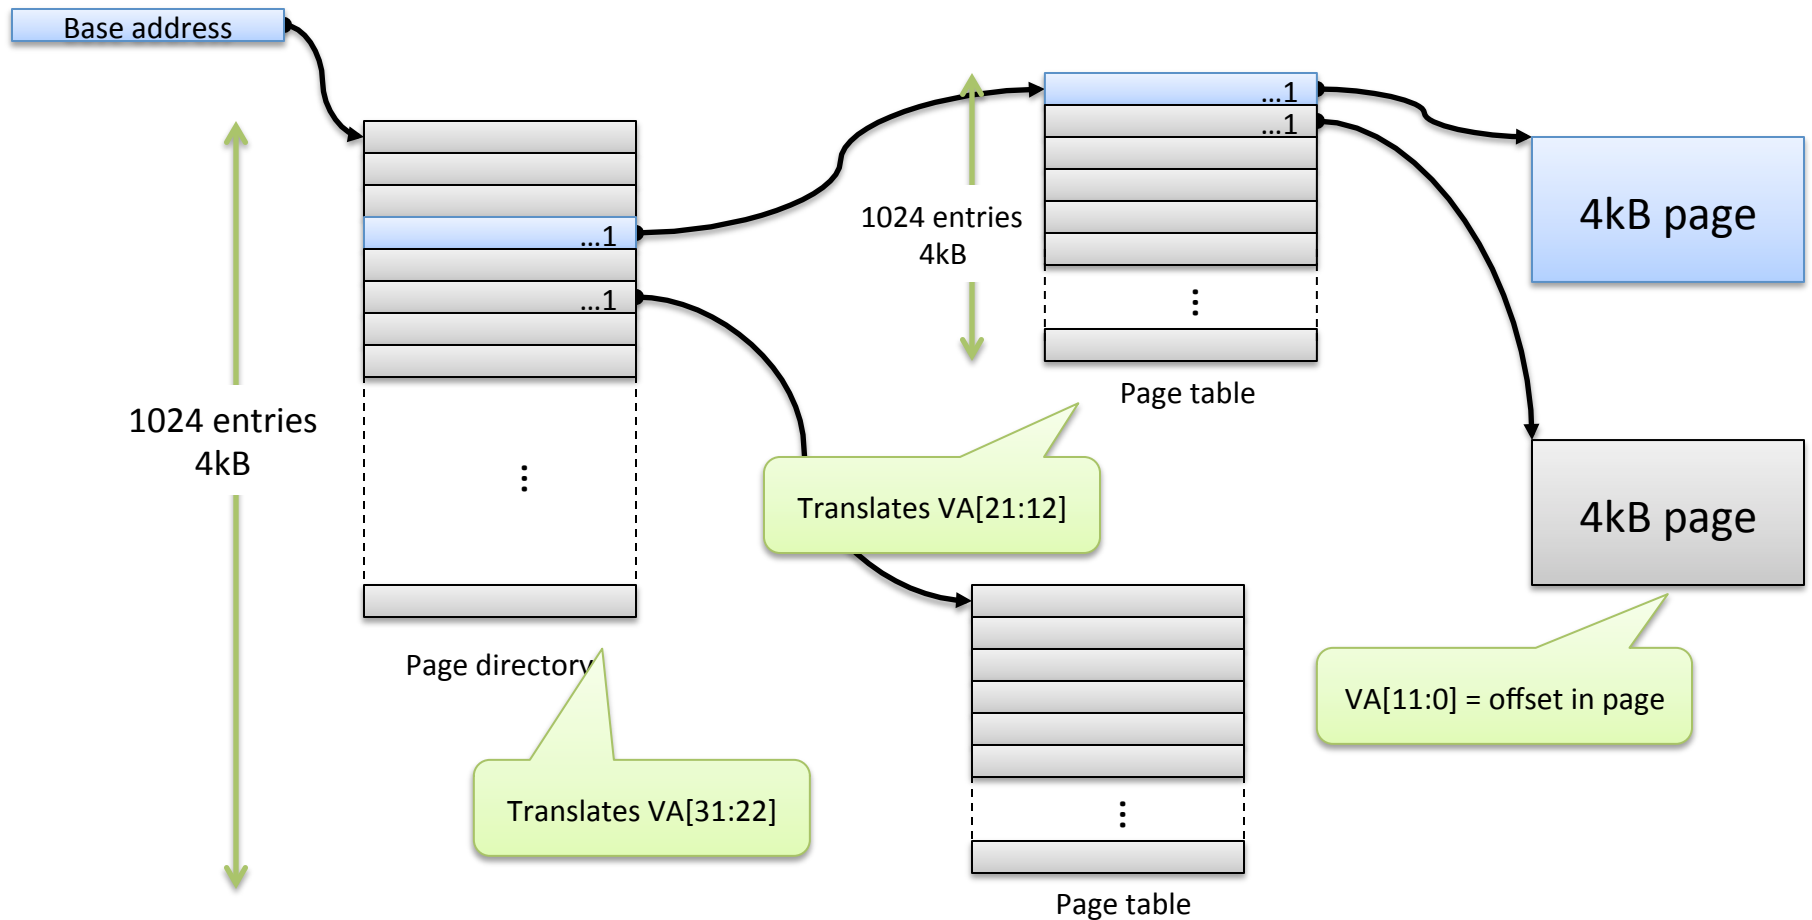 Base address
...1
...1
1024 entries
4kB
4kB page
...1
...1
Page table
1024 entries
4kB
⋮
⋮
Translates VA[21:12]
4kB page
Page directory
VA[11:0] = offset in page
Translates VA[31:22]
⋮
Page table